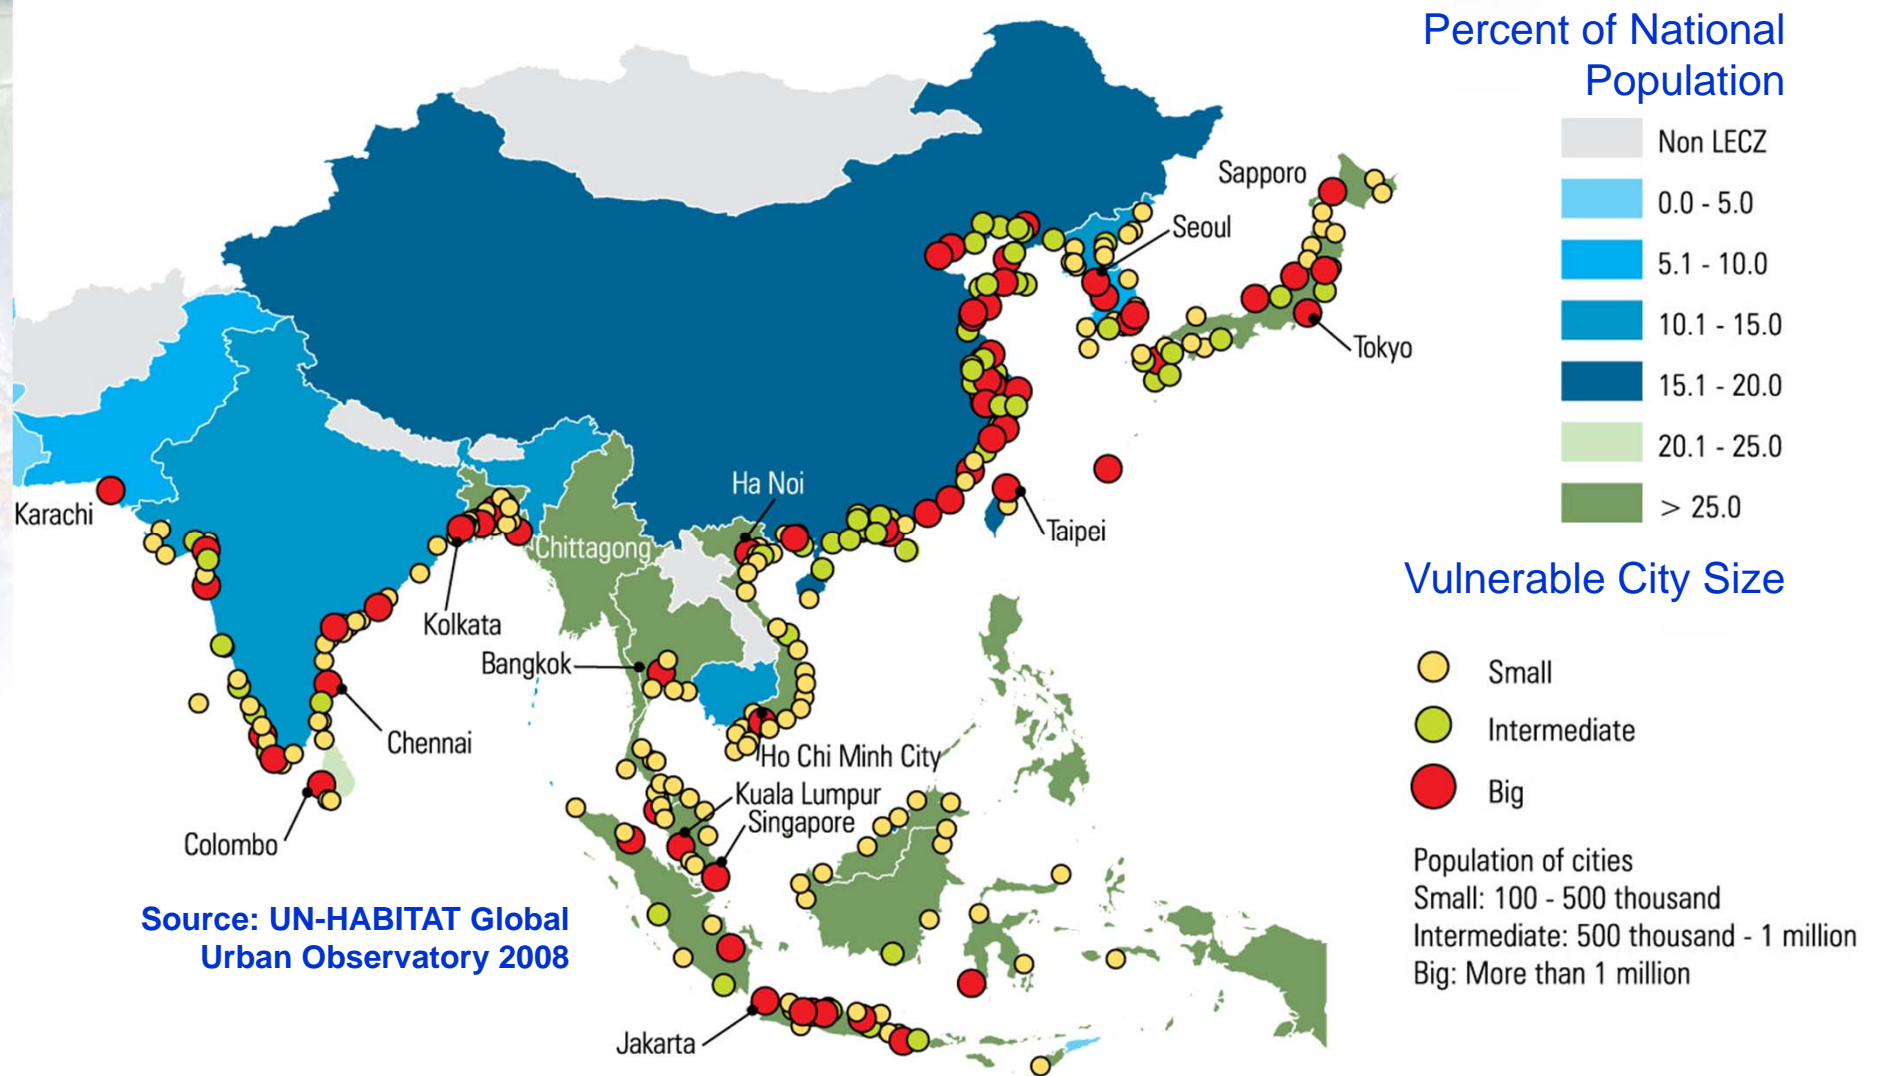 Percent of National
Population
Non LECZ
0.0 - 5.0
5.1 - 10.0
10.1 - 15.0
15.1 - 20.0
20.1 - 25.0
> 25.0
Vulnerable City Size
Small
Intermediate
Big
Population of cities
Small: 100 - 500 thousand
Intermediate: 500 thousand - 1 million
Big: More than 1 million
Sapporo
Seoul
Tokyo
Ha Noi
Karachi
Taipei
Chittagong
Kolkata
Bangkok
Chennai
Ho Chi Minh City
Kuala Lumpur
Singapore
Colombo
Source: UN-HABITAT Global
Urban Observatory 2008
Jakarta